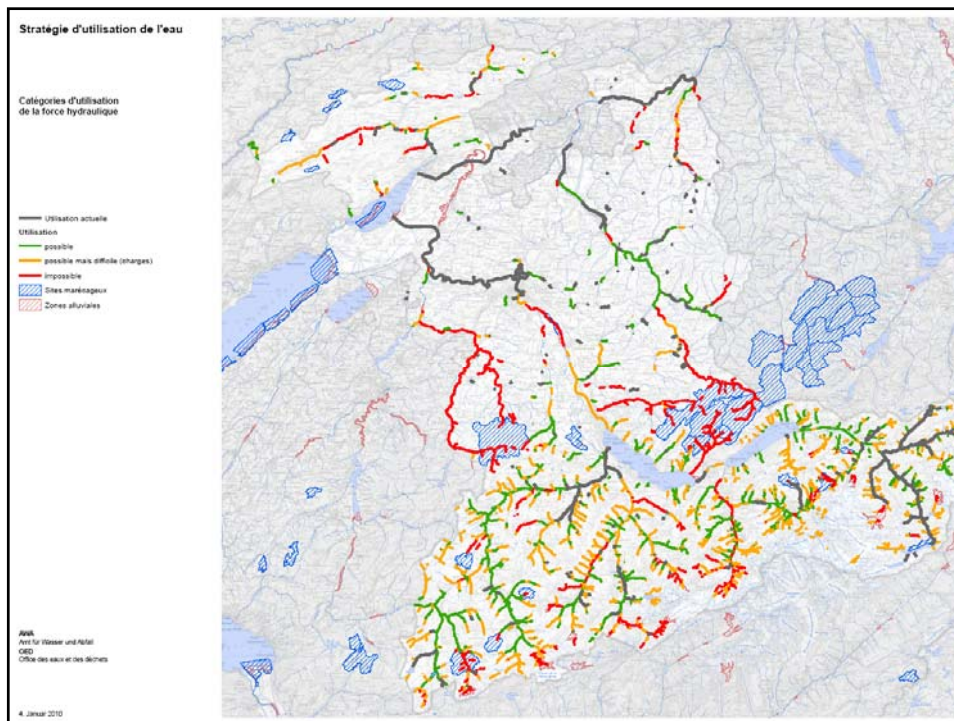 Stratégie d'utilisation de l'eau
Catégories d'utilisation
de la force hydraulique
Utilisation actuelle
Utilisation
possible
possible mais difficile (charges)
impossible
Sites marénageux
Zones alluviales
AWA
Amt für Wasser und Abfall
OED
Office des eaux et des déchets
4. Januar 2010